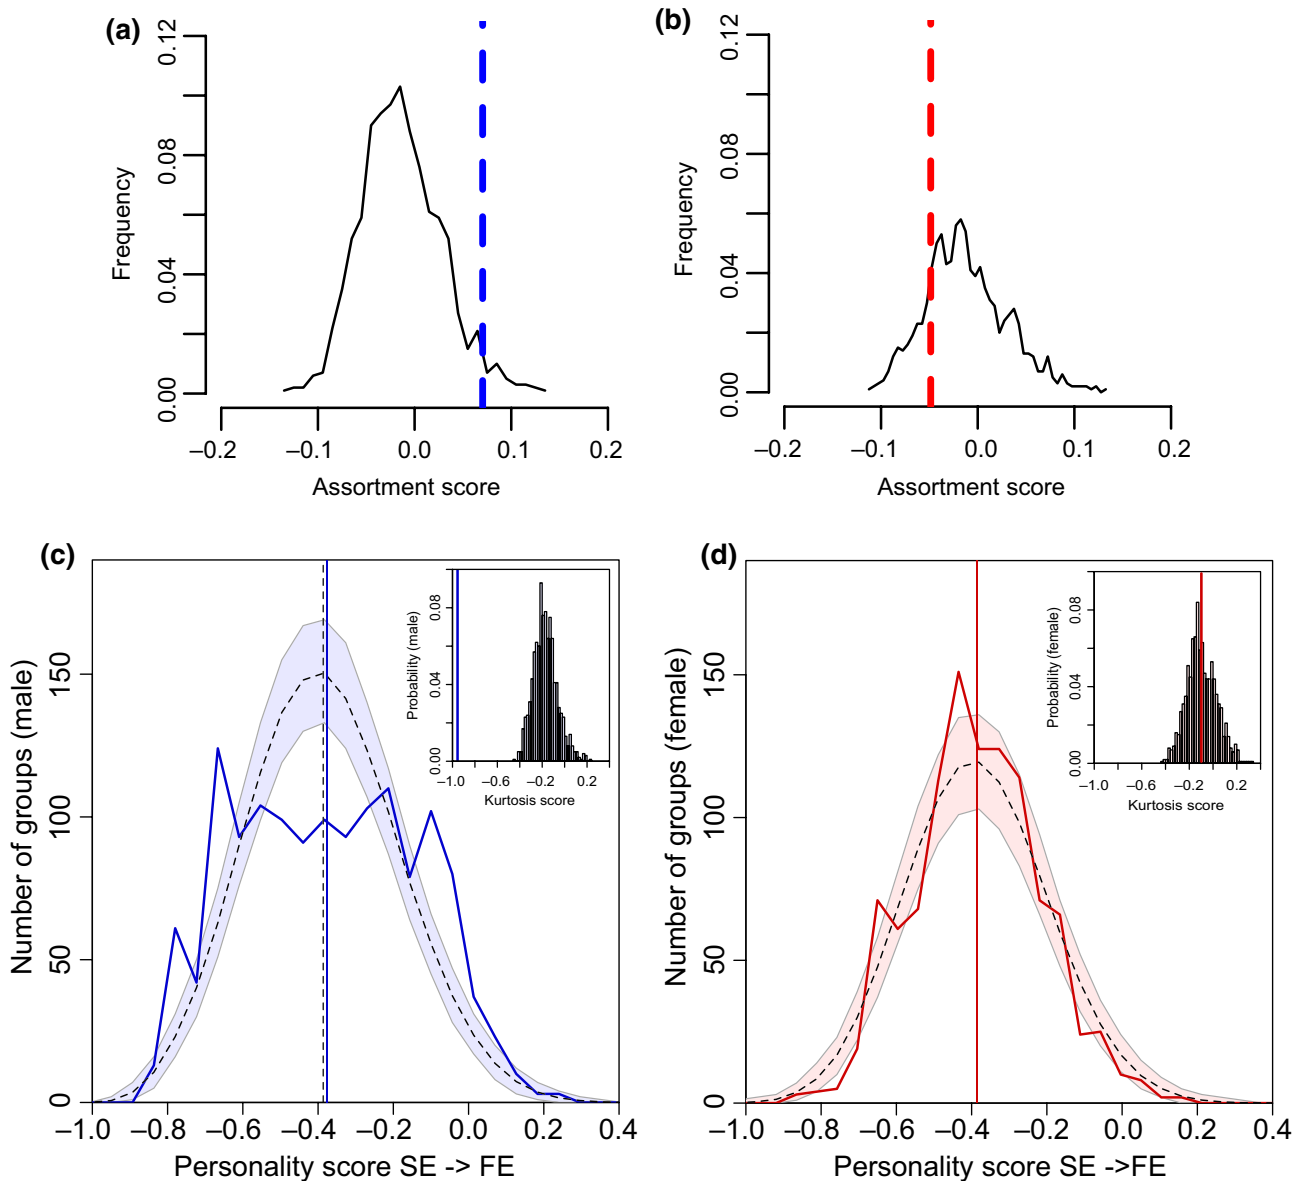 (a)
0.12
0.08
0.04
0.00
Frequency
–0.2 –0.1 0.0 0.1 0.2
Assortment score
(b)
0.12
0.08
0.04
0.00
Frequency
–0.2 –0.1 0.0 0.1 0.2
Assortment score
(c)
150
100
50
0
Number of groups (male)
–1.0 –0.8 –0.6 –0.4 –0.2 0.0 0.2 0.4
Personality score SE -> FE
0.08
0.04
0.00
Probability (male)
–1.0 –0.6 –0.2 0.2
Kurtosis score
(d)
150
100
50
0
Number of groups (female)
–1.0 –0.8 –0.6 –0.4 –0.2 0.0 0.2 0.4
Personality score SE ->FE
0.08
0.04
0.00
Probability (female)
–1.0 –0.6 –0.2 0.2
Kurtosis score